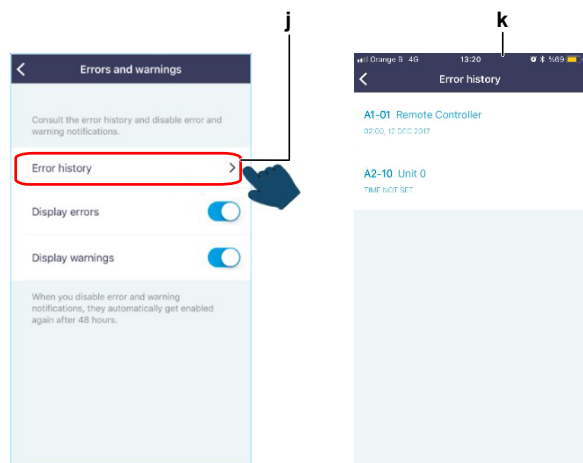 j
Errors and warnings
Consult the error history and disable error and
warning notifications.
Error history
Display errors
Display warnings
When you disable error and warning
notifications, they automatically get enabled
again after 48 hours.
k
Orange B 4G 13:20 %69
Error history
A1-01 Remote Controller
02:00, 12 DEC 2017
A2-10 Unit 0
TIME NOT SET